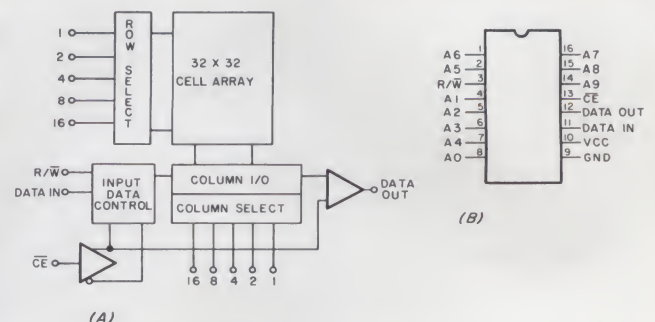 1
2
4
8
16
ROW SELECT
32 X 32
CELL ARRAY
R/W̅
DATA IN
INPUT
DATA
CONTROL
COLUMN I/O
COLUMN SELECT
DATA
OUT
C̅E̅
16 8 4 2 1
(A)
A6 1 16 A7
A5 2 15 A8
R/W̅ 3 14 A9
A1 4 13 C̅E̅
A2 5 12 DATA OUT
A3 6 11 DATA IN
A4 7 10 VCC
A0 8 9 GND
(B)